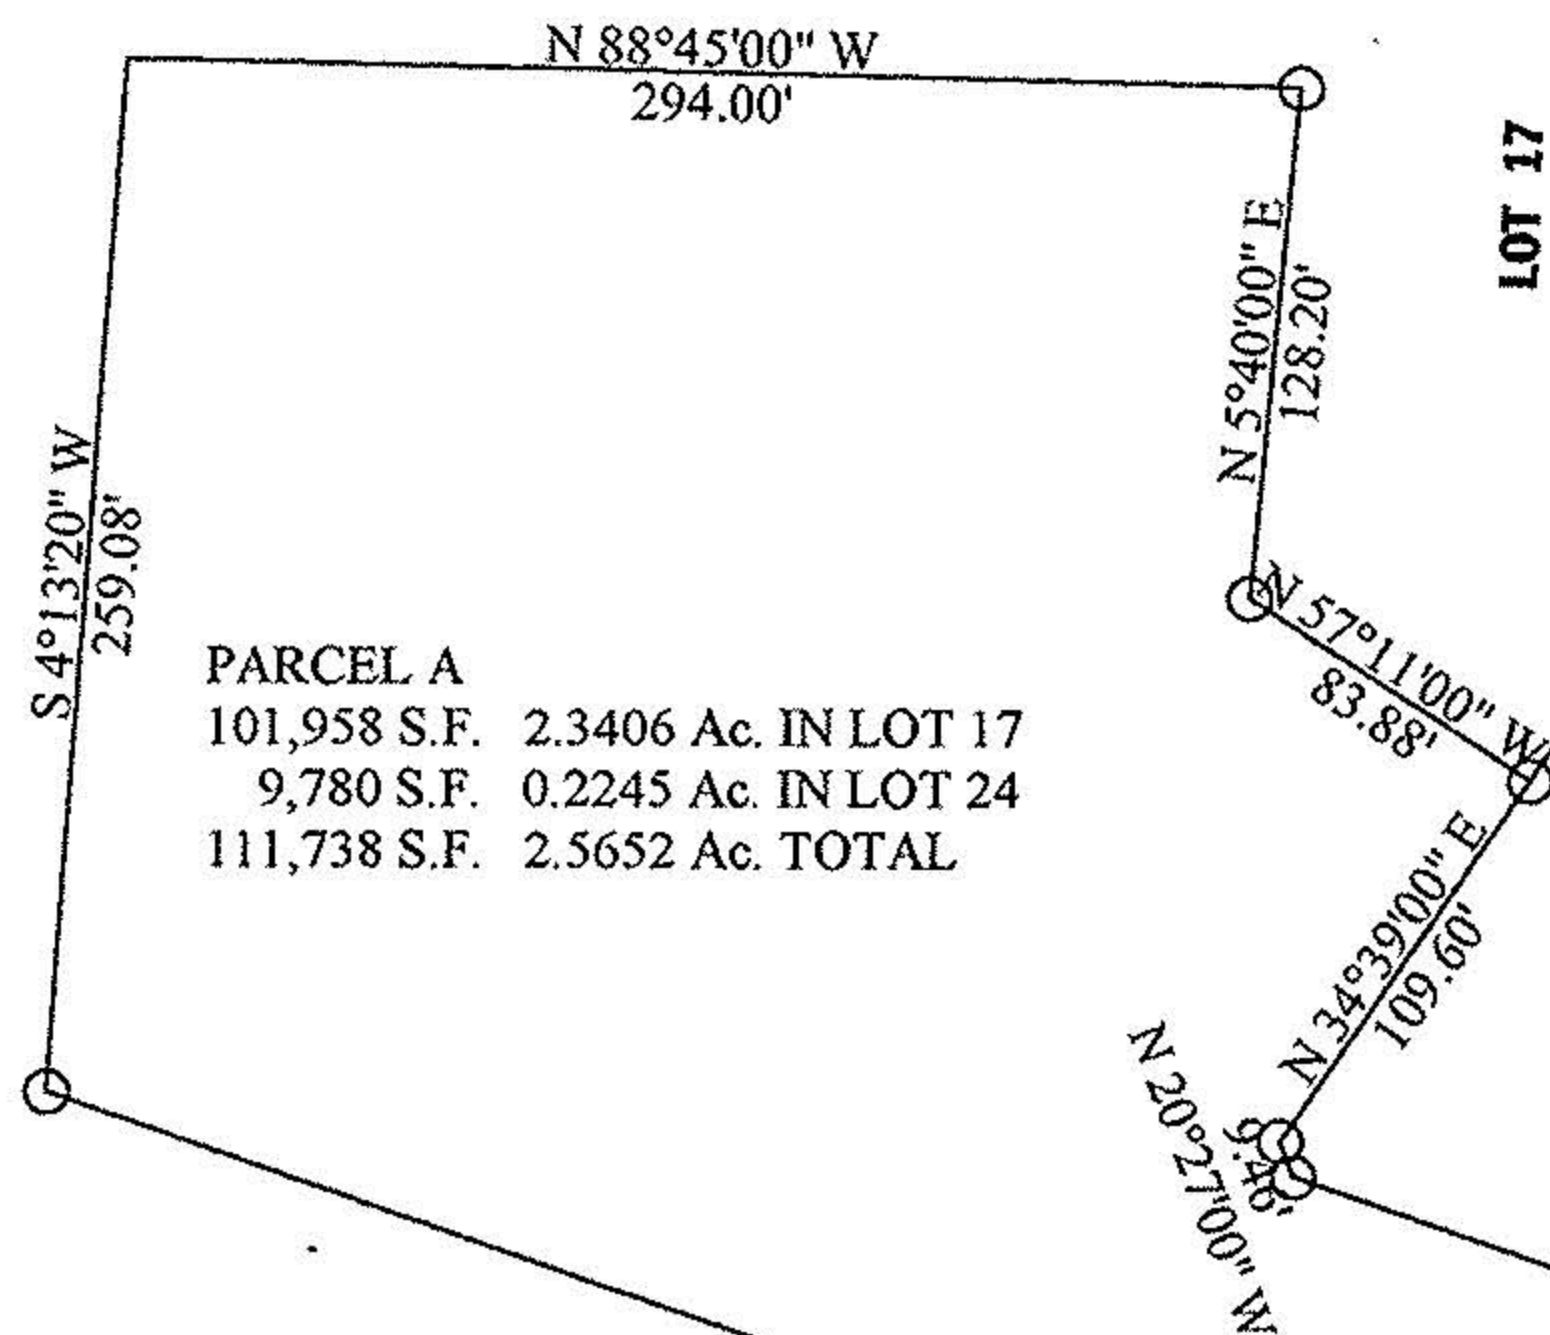 N 88°45'00" W
294.00'
LOT 17
N 5°40'00" E
128.20'
S 4°13'20" W
259.08'
N 57°11'00" W
83.88'
PARCEL A
101,958 S.F. 2.3406 Ac. IN LOT 17
9,780 S.F. 0.2245 Ac. IN LOT 24
111,738 S.F. 2.5652 Ac. TOTAL
N 34°39'00" E
109.60'
N 20°27'00" W
9.46'